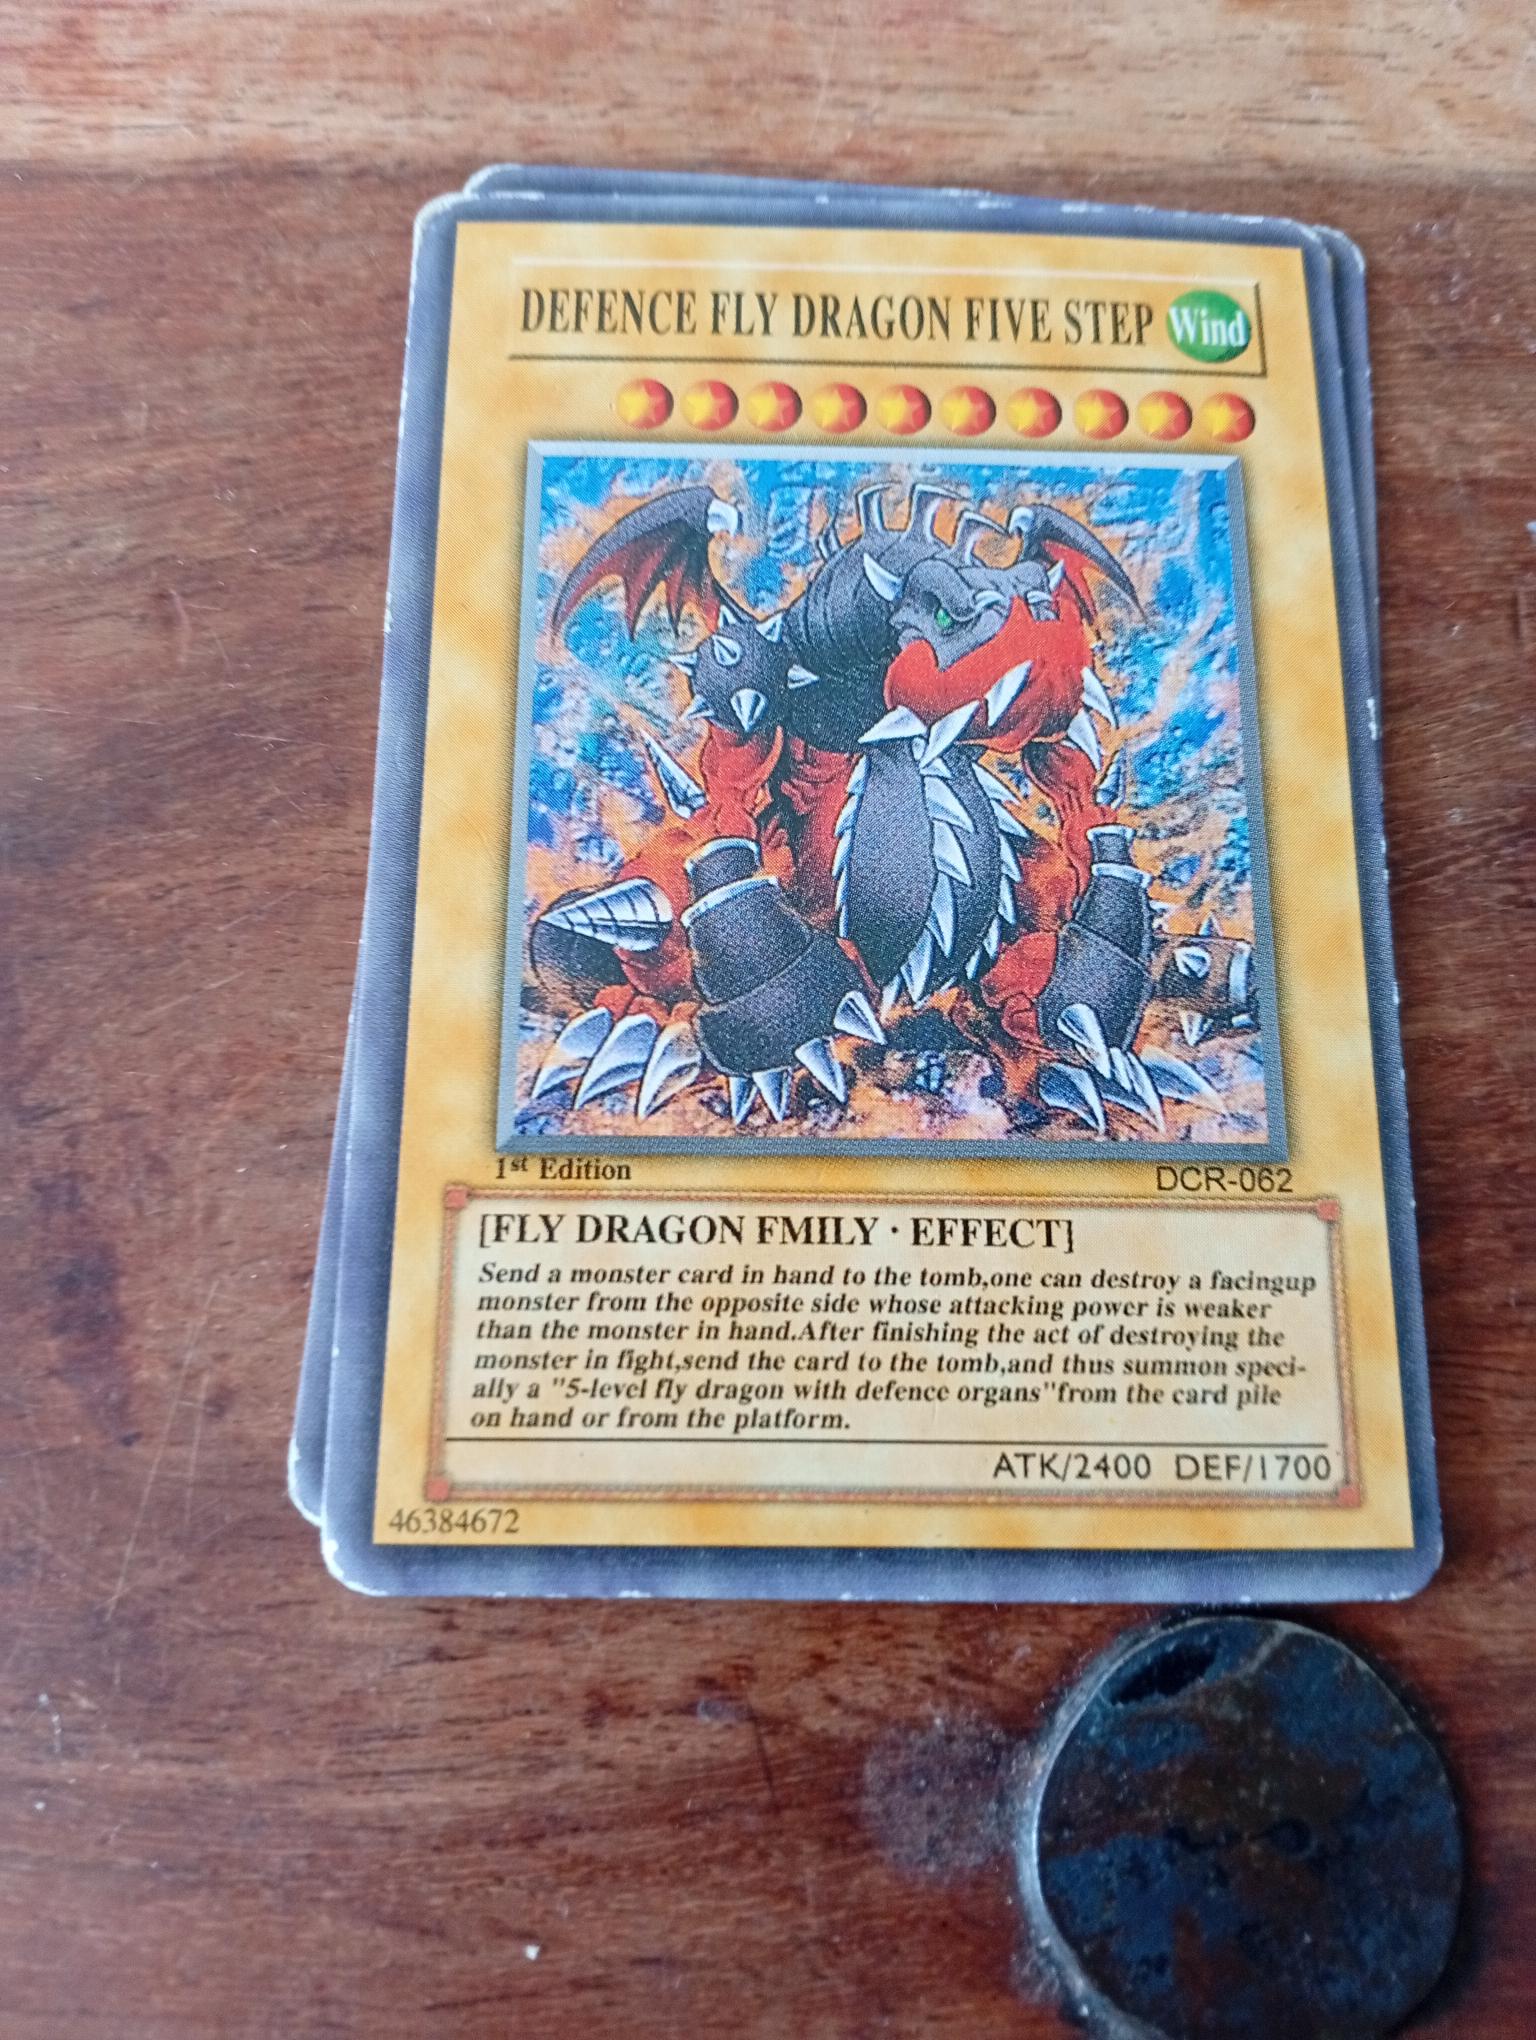 DEFENCE FLY DRAGON FIVE STEP Wind
1st Edition
DCR-062
[FLY DRAGON FMILY · EFFECT]
Send a monster card in hand to the tomb,one can destroy a facingup
monster from the opposite side whose attacking power is weaker
than the monster in hand.After finishing the act of destroying the
monster in fight,send the card to the tomb,and thus summon speci-
ally a "5-level fly dragon with defence organs"from the card pile
on hand or from the platform.
ATK/2400 DEF/1700
46384672